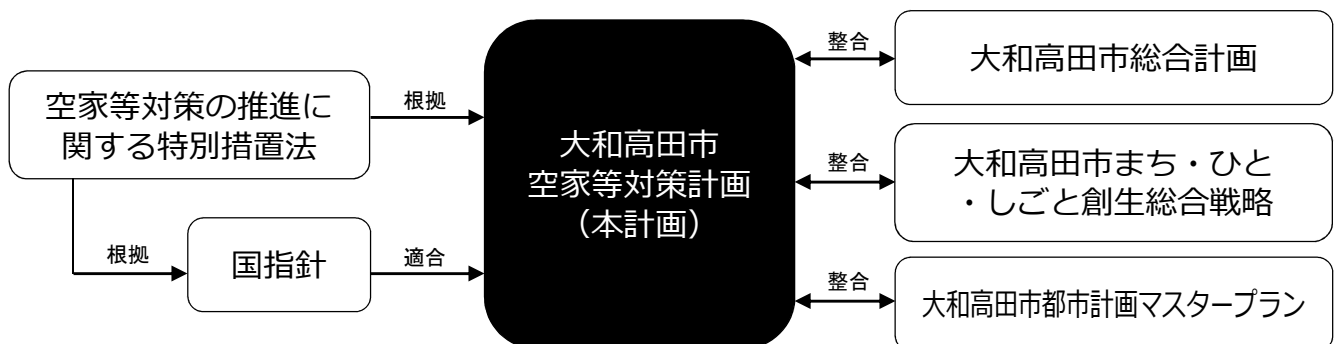 空家等対策の推進に
関する特別措置法
根拠
根拠
国指針
適合
大和高田市
空家等対策計画
（本計画）
整合
大和高田市総合計画
整合
大和高田市まち・ひと
・しごと創生総合戦略
整合
大和高田市都市計画マスタープラン